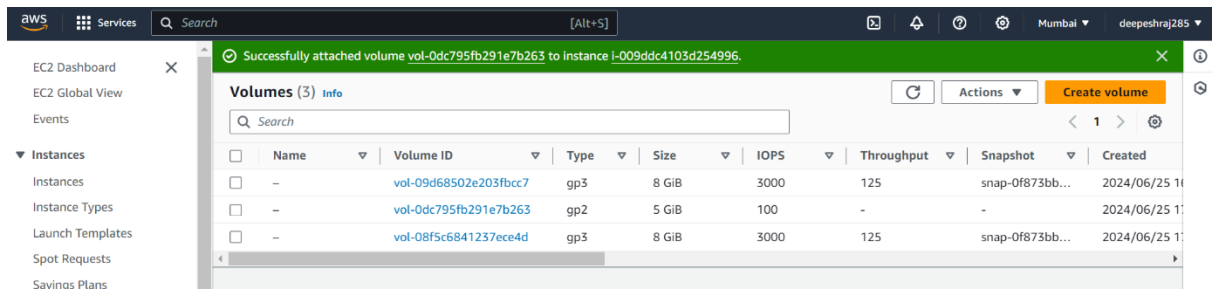 aws Services Search [Alt+S] Mumbai ▼ deepeshraj285 ▼
EC2 Dashboard
EC2 Global View
Events
▼ Instances
Instances
Instance Types
Launch Templates
Spot Requests
Savings Plans
Successfully attached volume vol-0dc795fb291e7b263 to instance i-009ddc4103d254996.
Volumes (3) Info Actions ▼ Create volume
Search 1
Name Volume ID Type Size IOPS Throughput Snapshot Created
– vol-09d68502e203fbcc7 gp3 8 GiB 3000 125 snap-0f873bb... 2024/06/25 1
– vol-0dc795fb291e7b263 gp2 5 GiB 100 - - 2024/06/25 1
– vol-08f5c6841237ece4d gp3 8 GiB 3000 125 snap-0f873bb... 2024/06/25 1